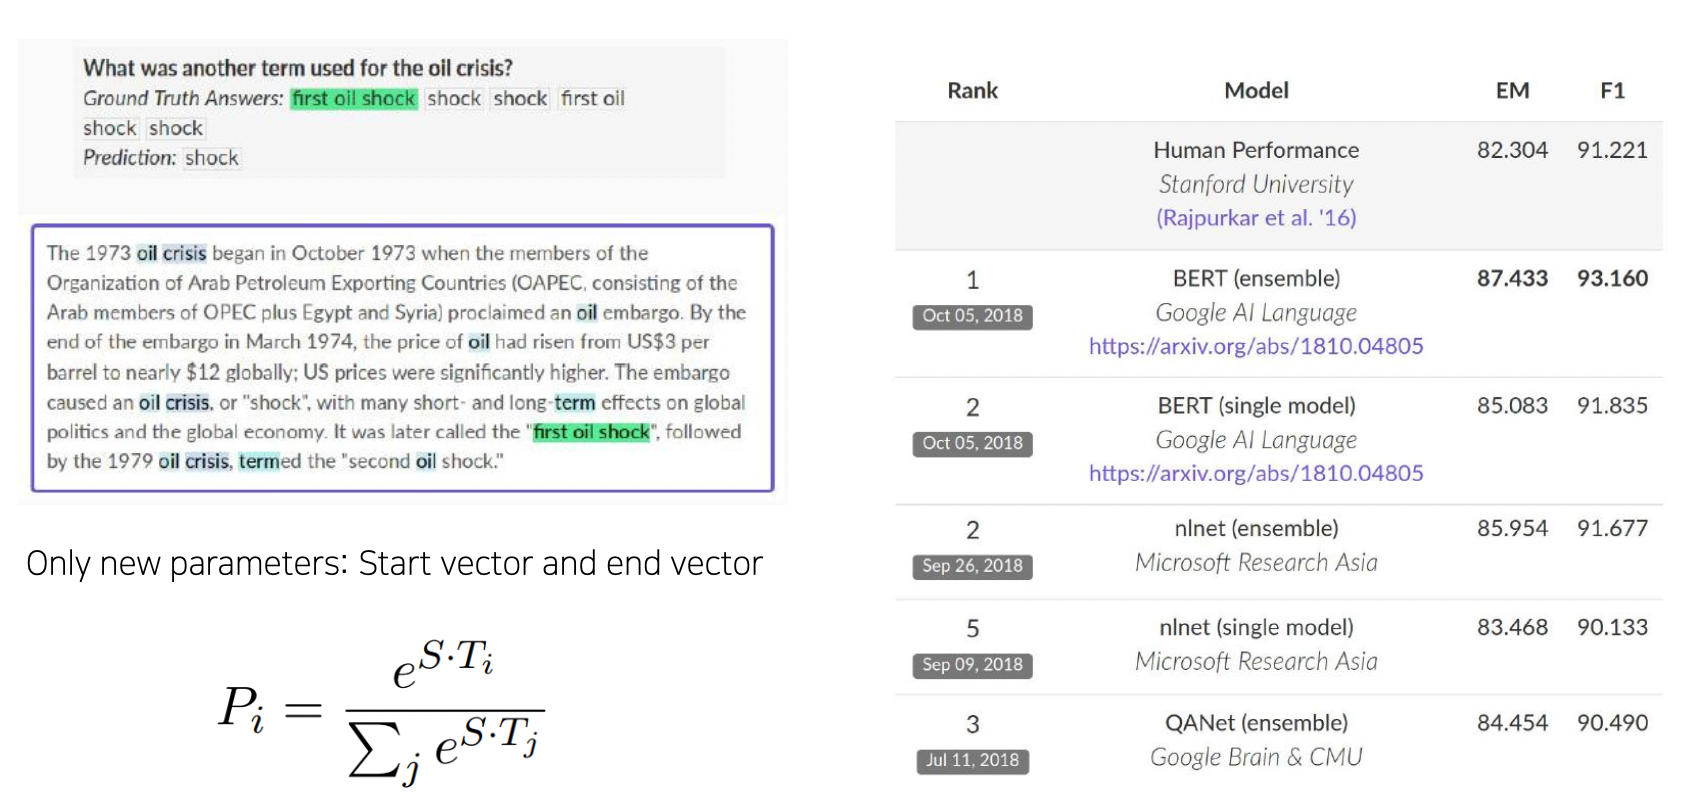 What was another term used for the oil crisis?
Ground Truth Answers: first oil shock shock shock first oil
shock shock
Prediction: shock
The 1973 oil crisis began in October 1973 when the members of the
Organization of Arab Petroleum Exporting Countries (OAPEC, consisting of the
Arab members of OPEC plus Egypt and Syria) proclaimed an oil embargo. By the
end of the embargo in March 1974, the price of oil had risen from US$3 per
barrel to nearly $12 globally; US prices were significantly higher. The embargo
caused an oil crisis, or "shock", with many short- and long-term effects on global
politics and the global economy. It was later called the "first oil shock", followed
by the 1979 oil crisis, termed the "second oil shock."
Only new parameters: Start vector and end vector
P_i = e^{S·T_i} / ∑_j e^{S·T_j}
Rank Model EM F1
Human Performance 82.304 91.221
Stanford University
(Rajpurkar et al. '16)
1 BERT (ensemble) 87.433 93.160
Oct 05, 2018 Google AI Language
https://arxiv.org/abs/1810.04805
2 BERT (single model) 85.083 91.835
Oct 05, 2018 Google AI Language
https://arxiv.org/abs/1810.04805
2 nlnet (ensemble) 85.954 91.677
Sep 26, 2018 Microsoft Research Asia
5 nlnet (single model) 83.468 90.133
Sep 09, 2018 Microsoft Research Asia
3 QANet (ensemble) 84.454 90.490
Jul 11, 2018 Google Brain & CMU